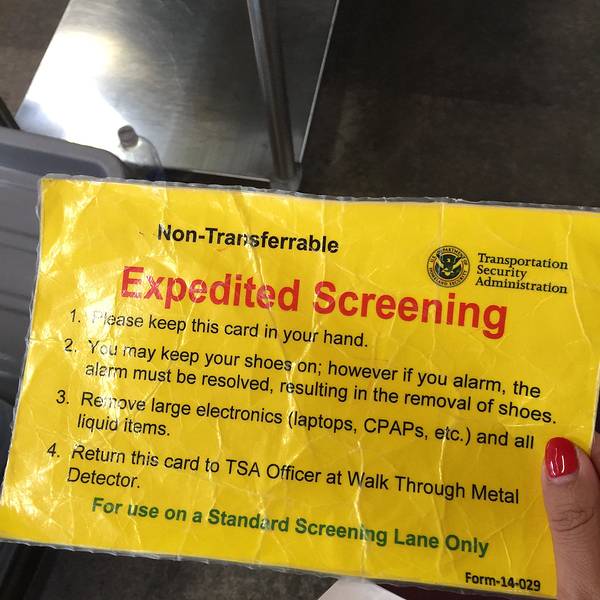 Non-Transferrable
Transportation
Security
Administration
Expedited Screening
1. Please keep this card in your hand.
2. You may keep your shoes on; however if you alarm, the
alarm must be resolved, resulting in the removal of shoes.
3. Remove large electronics (laptops, CPAPs, etc.) and all
liquid items.
4. Return this card to TSA Officer at Walk Through Metal
Detector.
For use on a Standard Screening Lane Only
Form-14-029